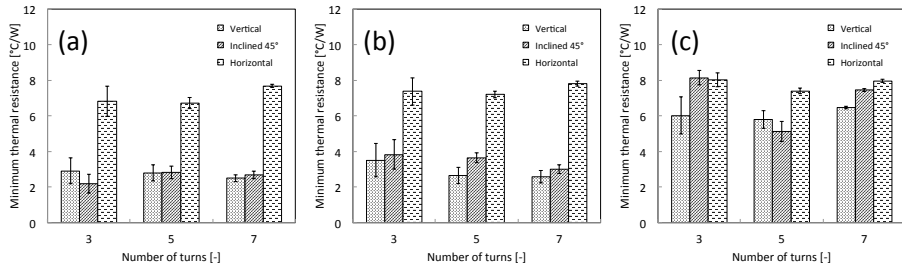 Minimum thermal resistance [°C/W]
12
10
8
6
4
2
0
(a)
Vertical
Inclined 45°
Horizontal
3 5 7
Number of turns [-]
Minimum thermal resistance [°C/W]
12
10
8
6
4
2
0
(b)
Vertical
Inclined 45°
Horizontal
3 5 7
Number of turns [-]
Minimum thermal resistance [°C/W]
12
10
8
6
4
2
0
(c)
Vertical
Inclined 45°
Horizontal
3 5 7
Number of turns [-]